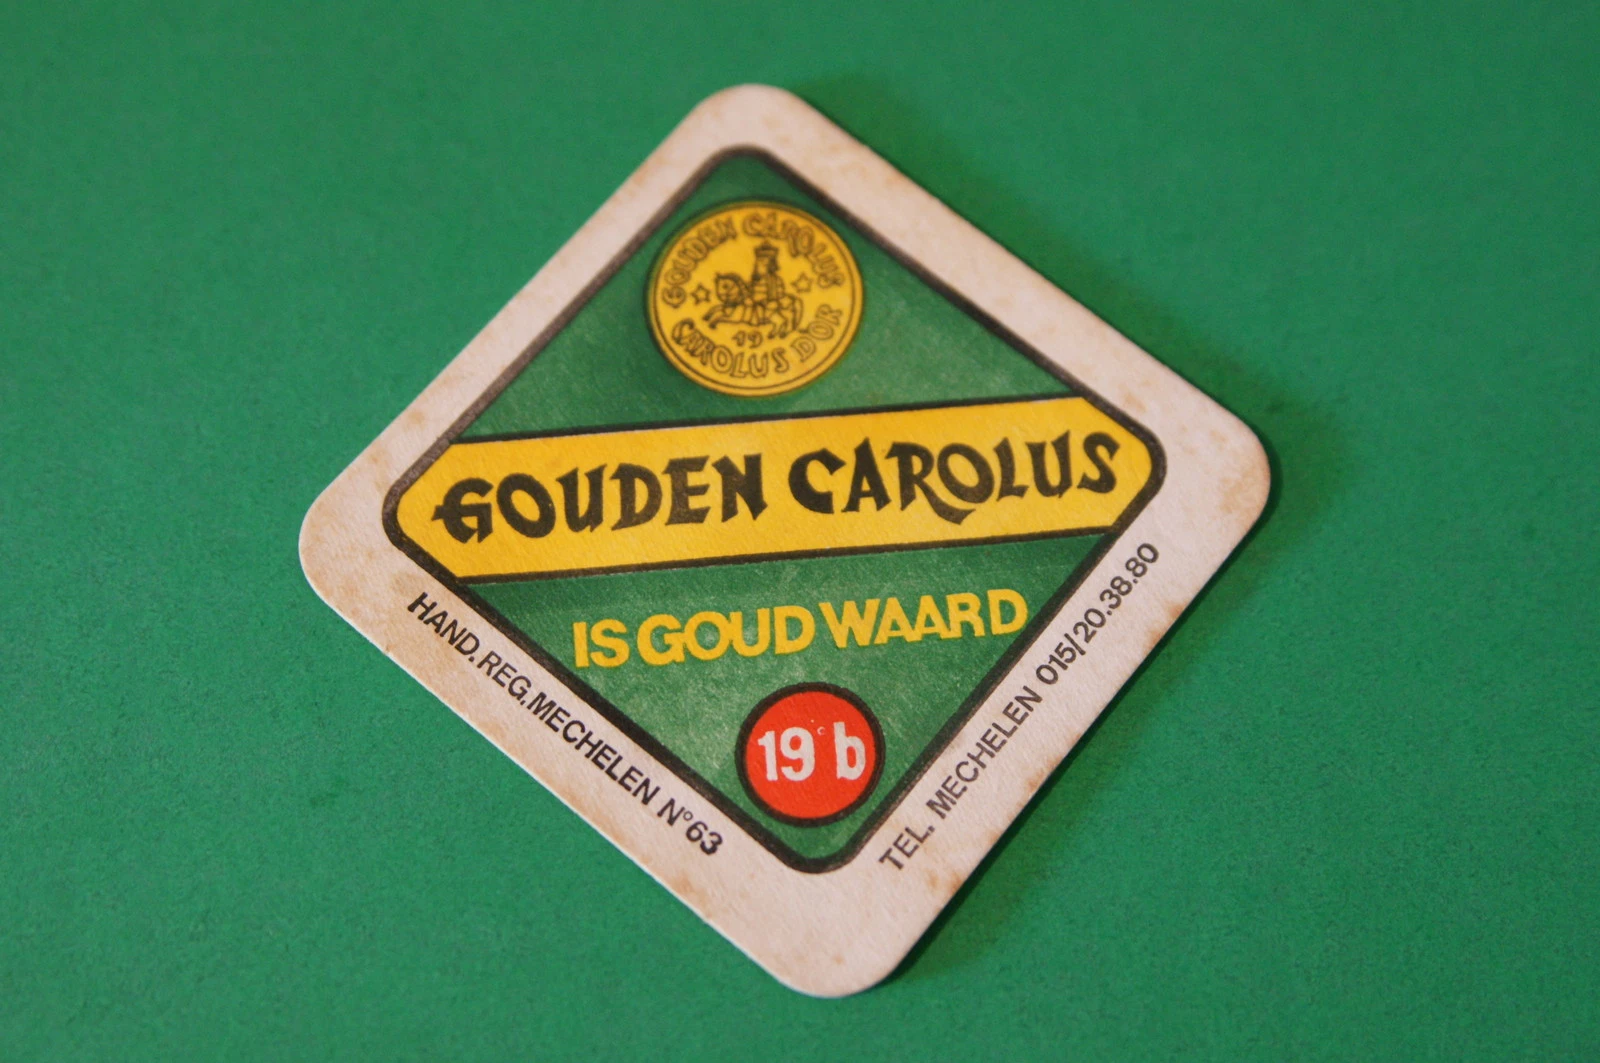 GOUDEN CAROLUS
19
CAROLUS D'OR
GOUDEN CAROLUS
IS GOUD WAARD
19° b
HAND. REG. MECHELEN N°63
TEL. MECHELEN 015/20.38.80